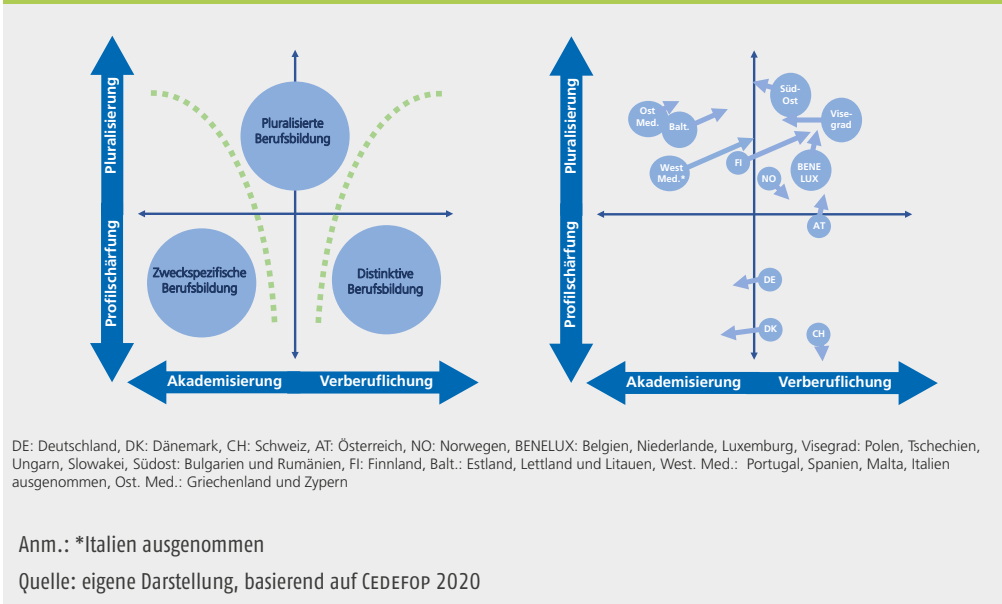 Pluralisierung
Profilschärfung
Pluralisierte
Berufsbildung
Zweckspezifische
Berufsbildung
Distinktive
Berufsbildung
Akademisierung
Verberuflichung
Pluralisierung
Profilschärfung
Ost
Med.
Balt.
West
Med.*
FI
Süd-
Ost
Vise-
grad
NO
BENE
LUX
AT
DE
DK
CH
Akademisierung
Verberuflichung
DE: Deutschland, DK: Dänemark, CH: Schweiz, AT: Österreich, NO: Norwegen, BENELUX: Belgien, Niederlande, Luxemburg, Visegrad: Polen, Tschechien,
Ungarn, Slowakei, Südost: Bulgarien und Rumänien, FI: Finnland, Balt.: Estland, Lettland und Litauen, West. Med.: Portugal, Spanien, Malta, Italien
ausgenommen, Ost. Med.: Griechenland und Zypern
Anm.: *Italien ausgenommen
Quelle: eigene Darstellung, basierend auf CEDEFOP 2020